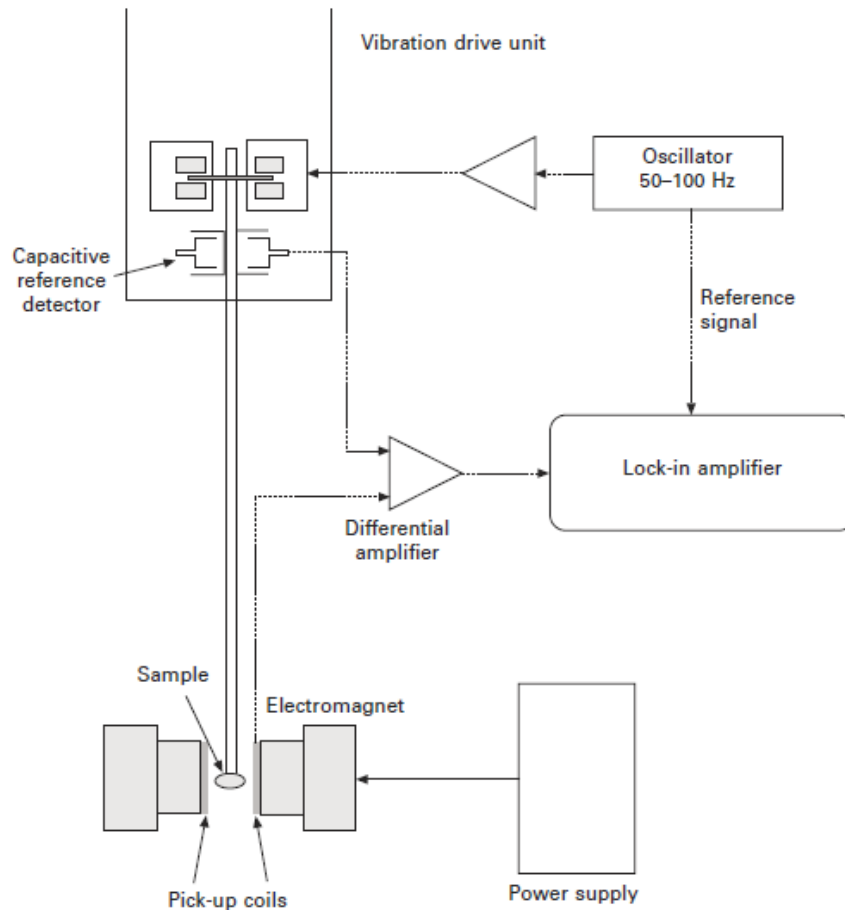 Vibration drive unit
Oscillator
50–100 Hz
Capacitive
reference
detector
Reference
signal
Lock-in amplifier
Differential
amplifier
Sample
Electromagnet
Pick-up coils
Power supply